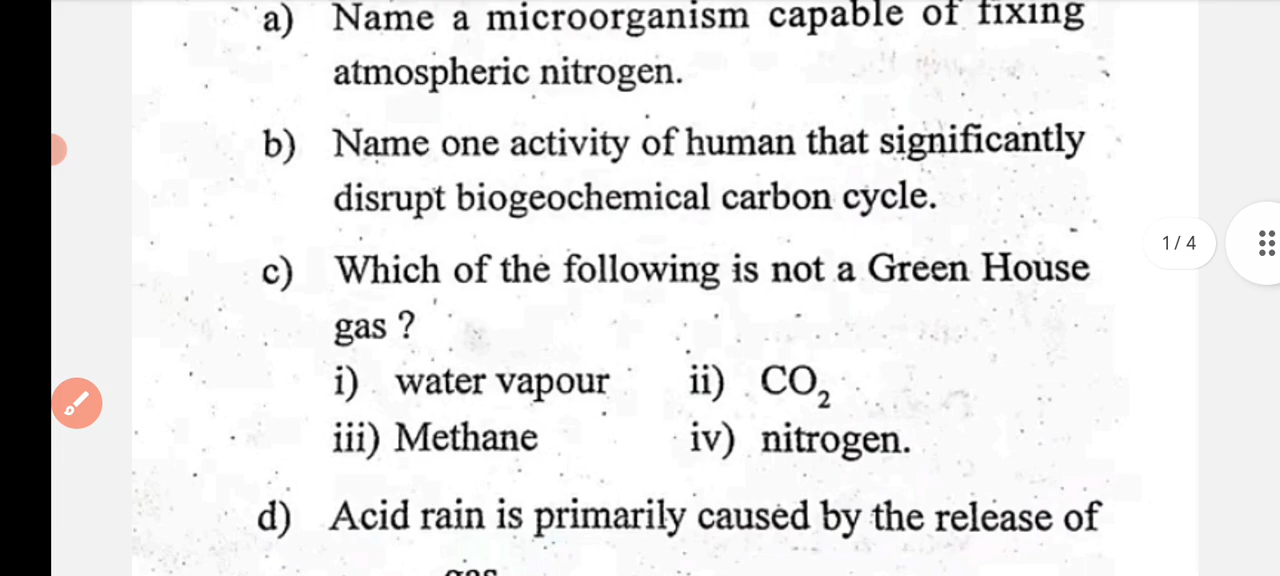 a) Name a microorganism capable of fixing
atmospheric nitrogen.
b) Name one activity of human that significantly
disrupt biogeochemical carbon cycle.
1 / 4
c) Which of the following is not a Green House
gas ?
i) water vapour ii) CO₂
iii) Methane iv) nitrogen.
d) Acid rain is primarily caused by the release of
gas